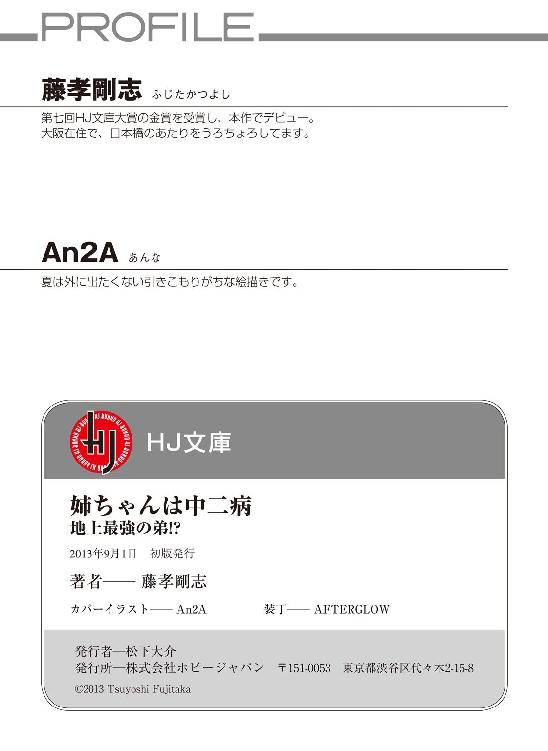 PROFILE
藤孝剛志 ふじたかつよし
第七回HJ文庫大賞の金賞を受賞し、本作でデビュー。
大阪在住で、日本橋のあたりをうろちょろしてます。
An2A あんな
夏は外に出たくない引きこもりがちな絵描きです。
HJ
HJ文庫
姉ちゃんは中二病
地上最強の弟!?
2013年9月1日 初版発行
著者── 藤孝剛志
カバーイラスト── An2A 装丁── AFTERGLOW
発行者─松下大介
発行所─株式会社ホビージャパン 〒151-0053 東京都渋谷区代々木2-15-8
©2013 Tsuyoshi Fujitaka